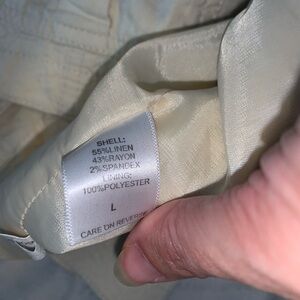 SHELL:
55%LINEN
43%RAYON
2%SPANDEX
LINING:
100%POLYESTER
L
CARE ON REVERSE